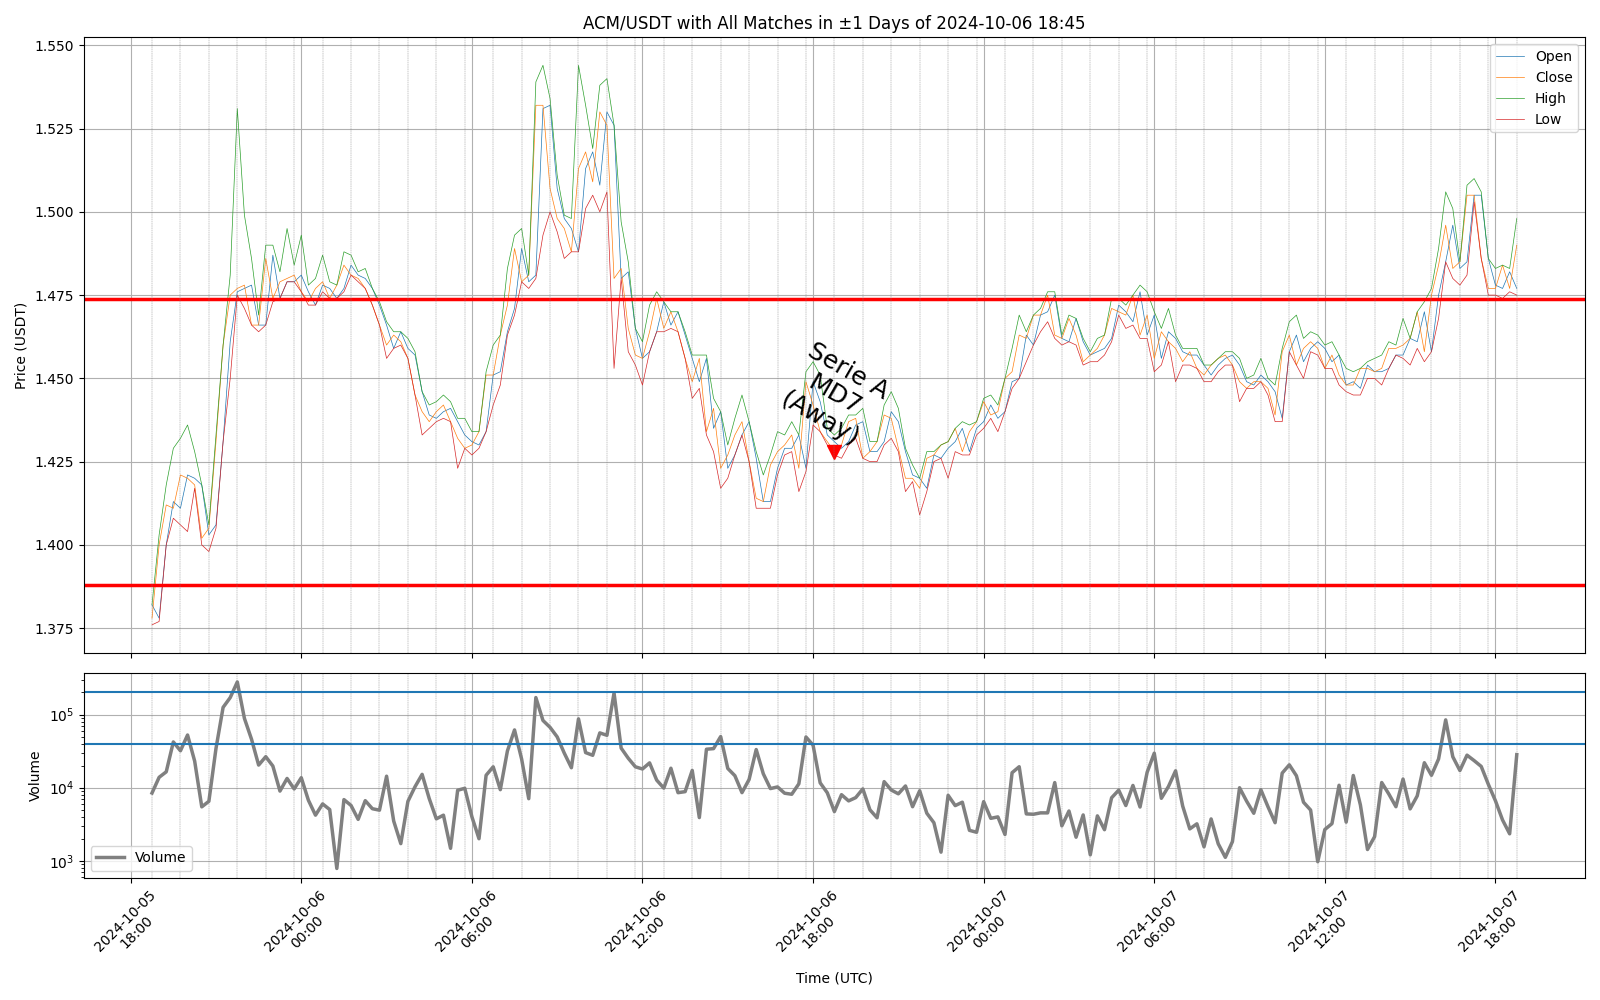 ACM/USDT with All Matches in ±1 Days of 2024-10-06 18:45
Price (USDT)
1.550
1.525
1.500
1.475
1.450
1.425
1.400
1.375
Open
Close
High
Low
Serie A
MD7
(Away)
Volume
10^5
10^4
10^3
Volume
2024-10-05
18:00
2024-10-06
00:00
2024-10-06
06:00
2024-10-06
12:00
2024-10-06
18:00
2024-10-07
00:00
2024-10-07
06:00
2024-10-07
12:00
2024-10-07
18:00
Time (UTC)